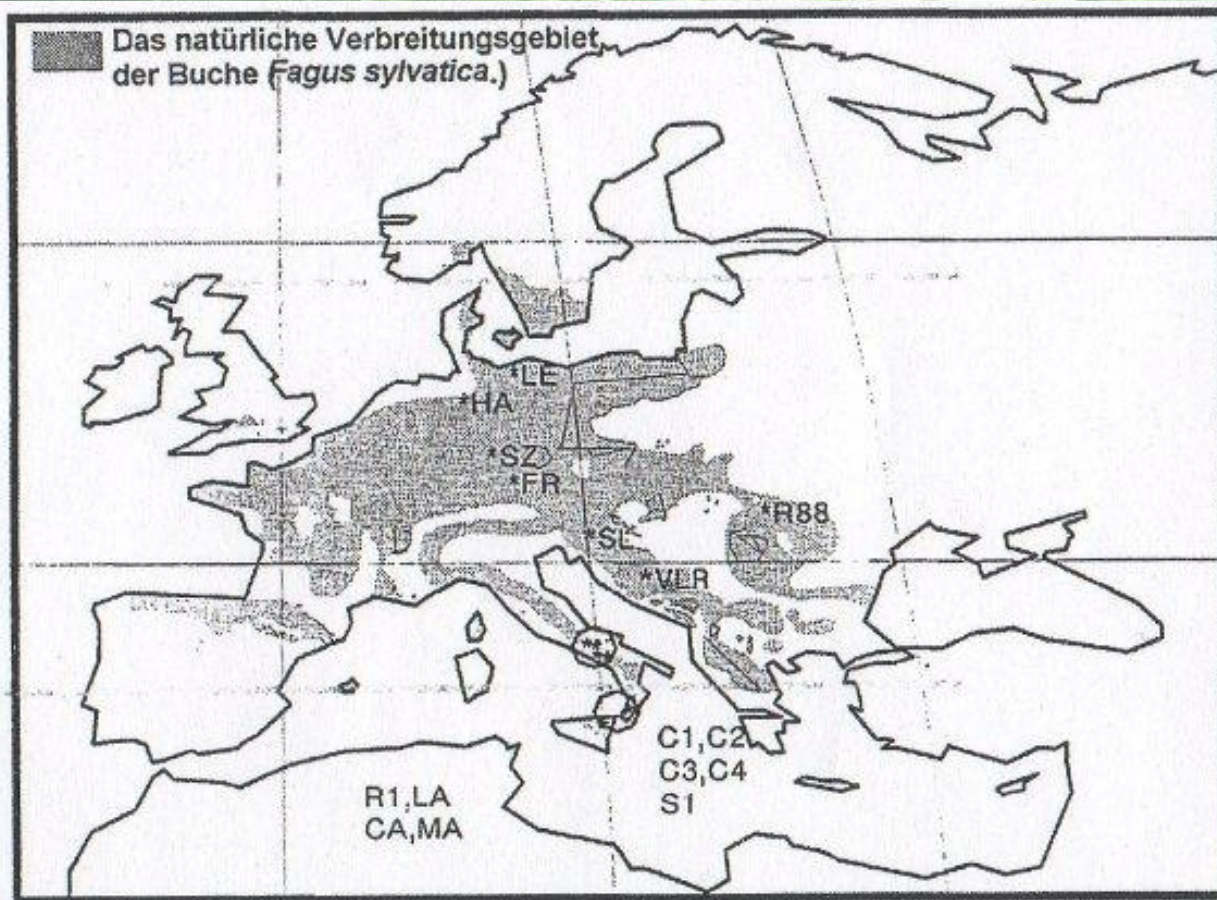 Das natürliche Verbreitungsgebiet
der Buche (Fagus sylvatica.)
*LE
*HA
*SZ
*FR
*R88
*SL
*VLR
C1,C2
C3,C4
S1
R1,LA
CA,MA